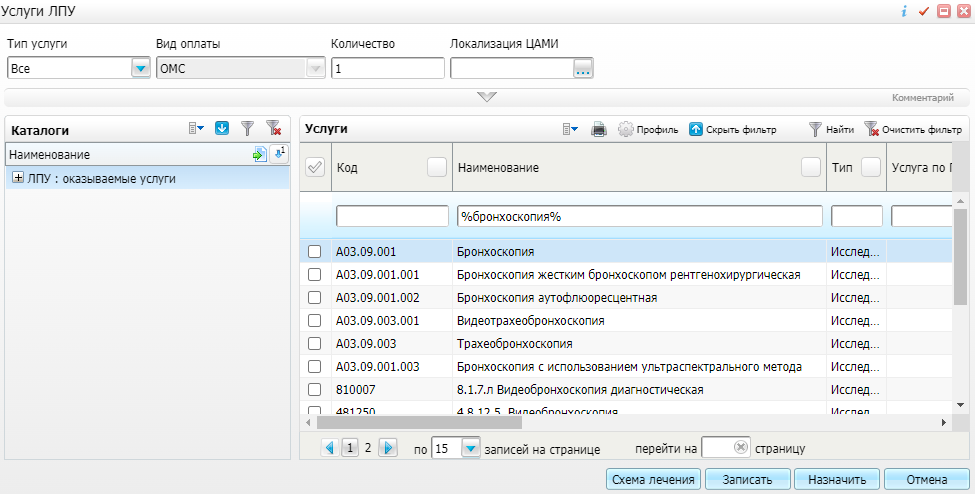 Услуги ЛПУ
Тип услуги Вид оплаты Количество Локализация ЦАМИ
Все ОМС 1 ...
Комментарий
Каталоги
Наименование
ЛПУ : оказываемые услуги
Услуги Профиль Скрыть фильтр Найти Очистить фильтр
Код Наименование Тип Услуга по
%бронхоскопия%
A03.09.001 Бронхоскопия Исслед...
A03.09.001.001 Бронхоскопия жестким бронхоскопом рентгенохирургическая Исслед...
A03.09.001.002 Бронхоскопия аутофлюоресцентная Исслед...
A03.09.003.001 Видеотрахеобронхоскопия Исслед...
A03.09.003 Трахеобронхоскопия Исслед...
A03.09.001.003 Бронхоскопия с использованием ультраспектрального метода Исслед...
810007 8.1.7.л Видеобронхоскопия диагностическая Исслед...
481250 4.8.12.5. Видеобронхоскопия Исслед...
1 2 по 15 записей на странице перейти на страницу
Схема лечения Записать Назначить Отмена